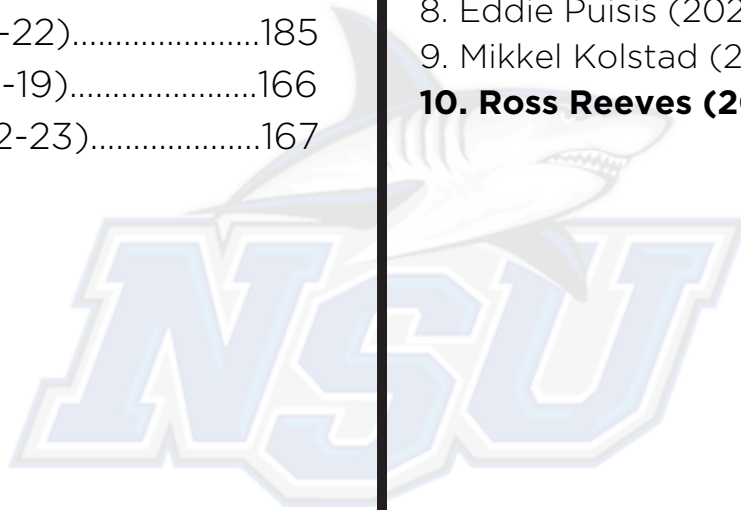 -22).....................185
-19).....................166
2-23)...................167
8. Eddie Puisis (202
9. Mikkel Kolstad (2
10. Ross Reeves (20
NSU